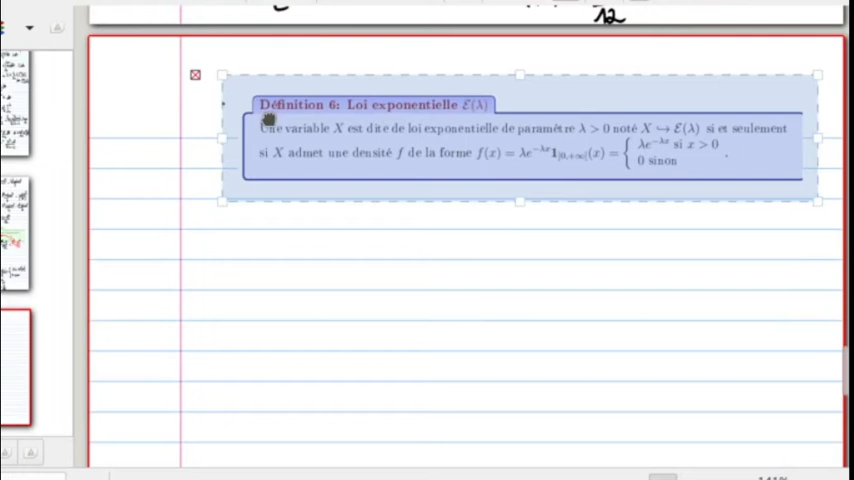 12
Définition 6: Loi exponentielle ℰ(λ)
Une variable X est dite de loi exponentielle de paramètre λ > 0 noté X ↪ ℰ(λ) si et seulement
si X admet une densité f de la forme f(x) = λe^{−λx}𝟏_{]0,+∞[}(x) = { λe^{−λx} si x > 0
0 sinon .